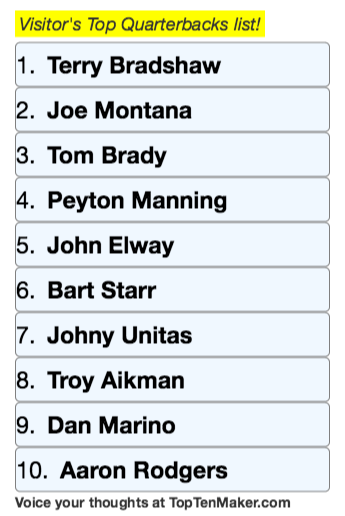 Visitor's Top Quarterbacks list!
1. Terry Bradshaw
2. Joe Montana
3. Tom Brady
4. Peyton Manning
5. John Elway
6. Bart Starr
7. Johny Unitas
8. Troy Aikman
9. Dan Marino
10. Aaron Rodgers
Voice your thoughts at TopTenMaker.com